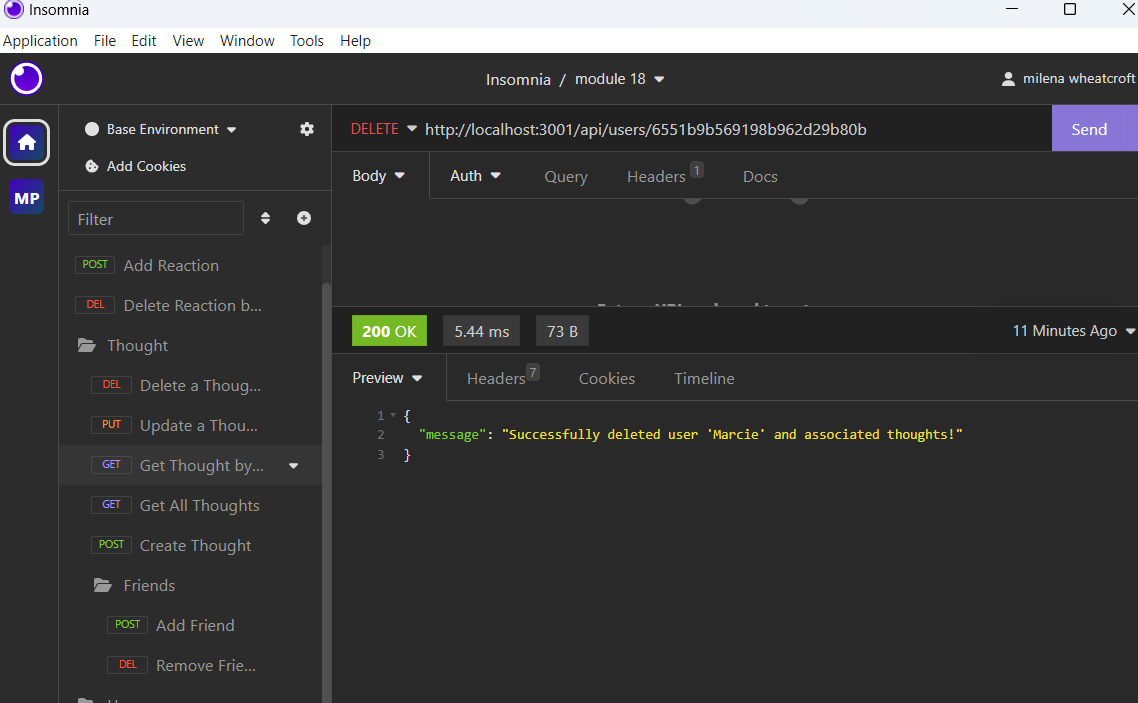 Insomnia
Application File Edit View Window Tools Help
Insomnia / module 18
milena wheatcroft
Base Environment
Add Cookies
MP
Filter
POST Add Reaction
DEL Delete Reaction b...
Thought
DEL Delete a Thoug...
PUT Update a Thou...
GET Get Thought by...
GET Get All Thoughts
POST Create Thought
Friends
POST Add Friend
DEL Remove Frie...
DELETE http://localhost:3001/api/users/6551b9b569198b962d29b80b Send
Body Auth Query Headers 1 Docs
200 OK 5.44 ms 73 B 11 Minutes Ago
Preview Headers 7 Cookies Timeline
1 {
2 "message": "Successfully deleted user 'Marcie' and associated thoughts!"
3 }